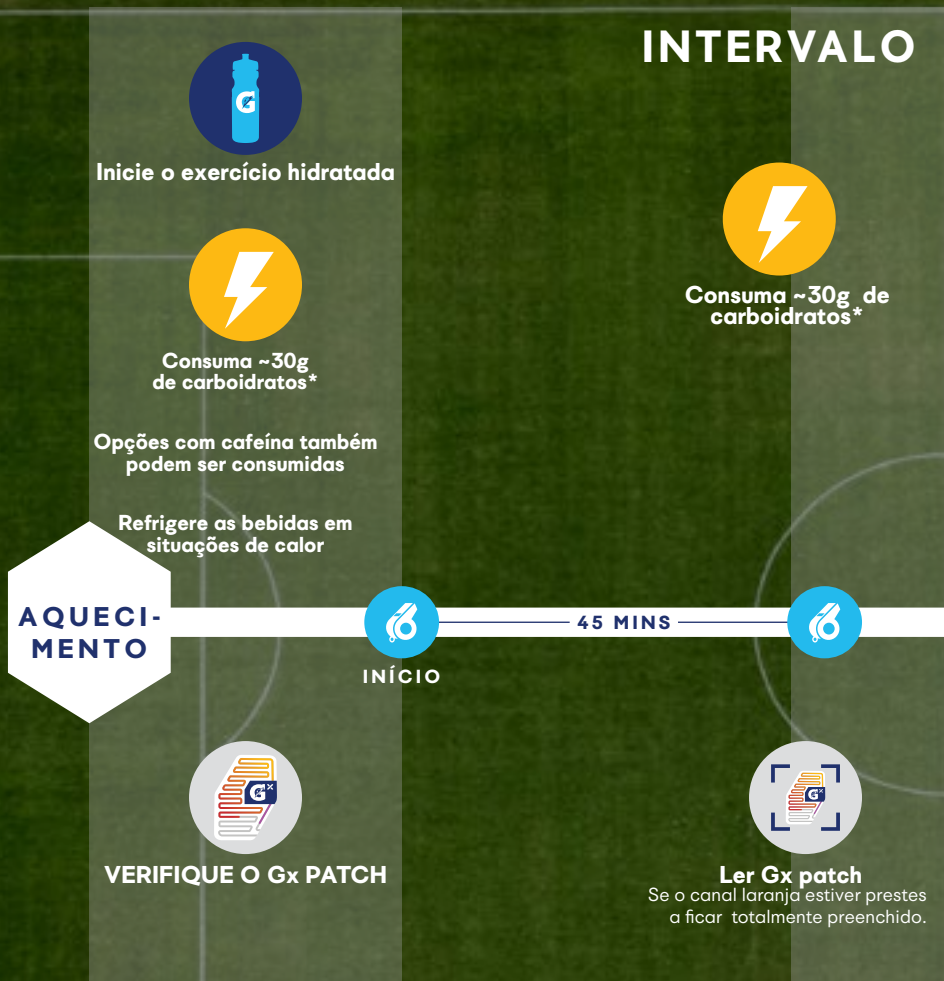 INTERVALO
G
Inicie o exercício hidratada
Consuma ~30g
de carboidratos*
Opções com cafeína também
podem ser consumidas
Refrigere as bebidas em
situações de calor
Consuma ~30g de
carboidratos*
AQUECI-
MENTO
45 MINS
INÍCIO
Gx
VERIFIQUE O Gx PATCH
Gx
Ler Gx patch
Se o canal laranja estiver prestes
a ficar totalmente preenchido.